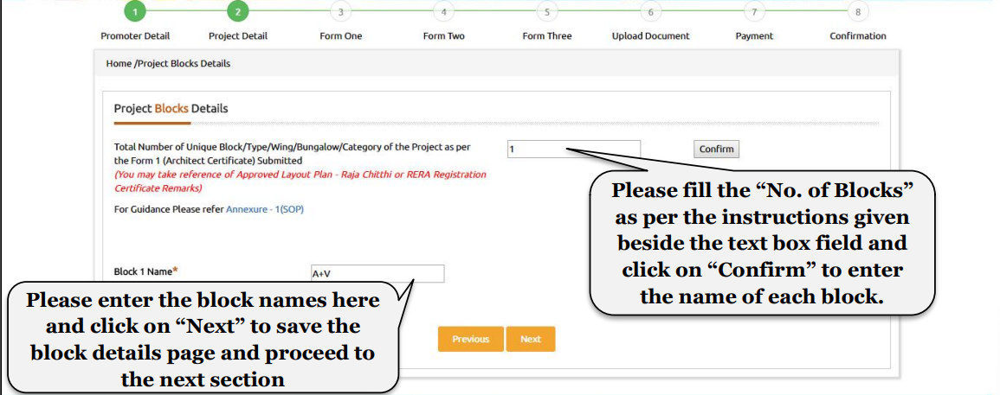 1 2 3 4 5 6 7 8
Promoter Detail Project Detail Form One Form Two Form Three Upload Document Payment Confirmation
Home /Project Blocks Details
Project Blocks Details
Total Number of Unique Block/Type/Wing/Bungalow/Category of the Project as per
the Form 1 (Architect Certificate) Submitted
(You may take reference of Approved Layout Plan - Raja Chitthi or RERA Registration
Certificate Remarks)
For Guidance Please refer Annexure - 1(SOP)
1
Confirm
Please fill the “No. of Blocks”
as per the instructions given
beside the text box field and
click on “Confirm” to enter
the name of each block.
Block 1 Name*
A+V
Please enter the block names here
and click on “Next” to save the
block details page and proceed to
the next section
Previous Next